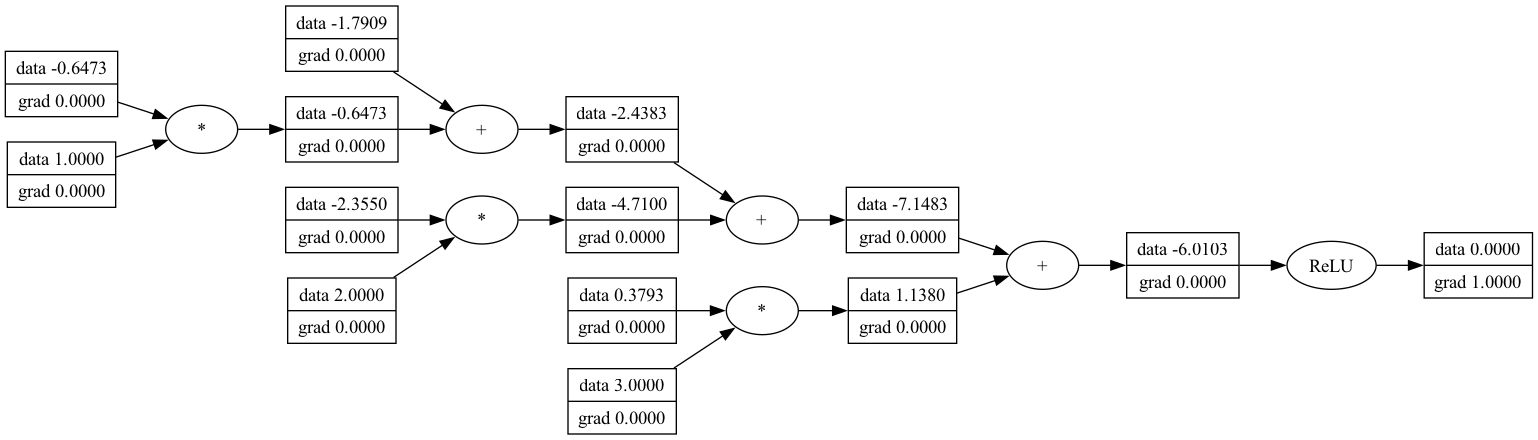 data -1.7909
grad 0.0000
data -0.6473
grad 0.0000
*
data 1.0000
grad 0.0000
data -0.6473
grad 0.0000
+
data -2.4383
grad 0.0000
data -2.3550
grad 0.0000
*
data 2.0000
grad 0.0000
data -4.7100
grad 0.0000
+
data -7.1483
grad 0.0000
data 0.3793
grad 0.0000
*
data 3.0000
grad 0.0000
data 1.1380
grad 0.0000
+
data -6.0103
grad 0.0000
ReLU
data 0.0000
grad 1.0000